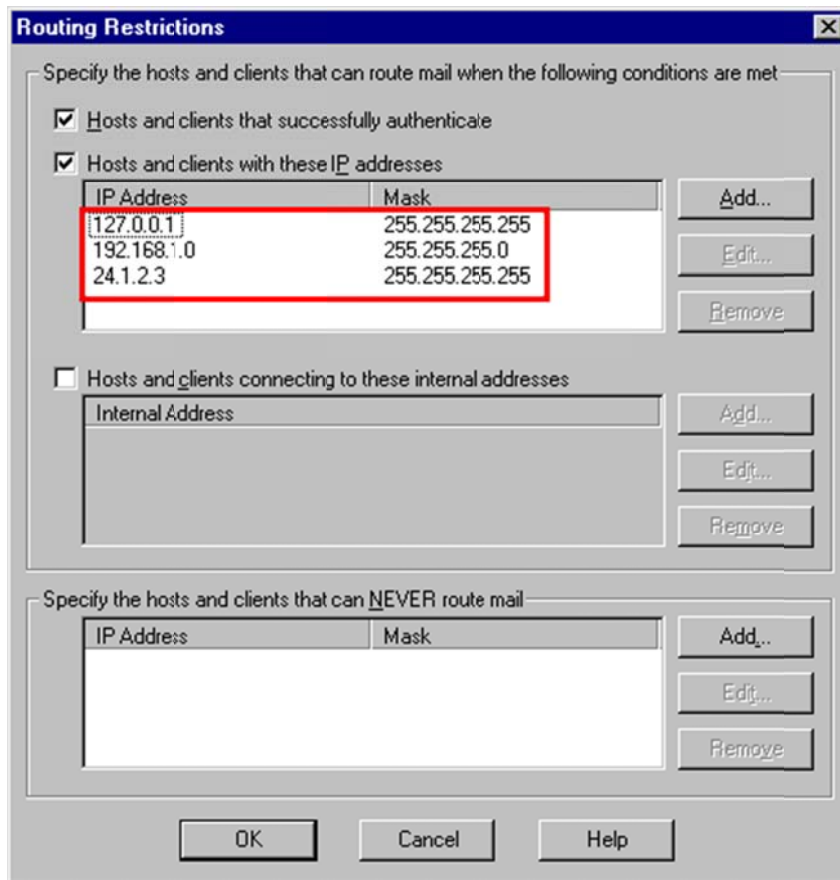 Routing Restrictions
Specify the hosts and clients that can route mail when the following conditions are met
Hosts and clients that successfully authenticate
Hosts and clients with these IP addresses
IP Address Mask
127.0.0.1 255.255.255.255
192.168.1.0 255.255.255.0
24.1.2.3 255.255.255.255
Add...
Edit...
Remove
Hosts and clients connecting to these internal addresses
Internal Address
Add...
Edit...
Remove
Specify the hosts and clients that can NEVER route mail
IP Address Mask
Add...
Edit...
Remove
OK Cancel Help